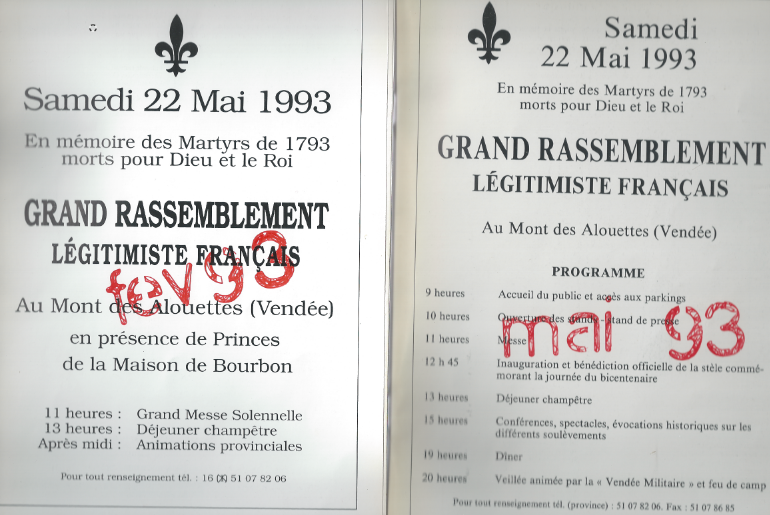 Samedi 22 Mai 1993
En mémoire des Martyrs de 1793
morts pour Dieu et le Roi
GRAND RASSEMBLEMENT
LÉGITIMISTE FRANÇAIS
fev 93
Au Mont des Alouettes (Vendée)
en présence de Princes
de la Maison de Bourbon
11 heures : Grand Messe Solennelle
13 heures : Déjeuner champêtre
Après midi : Animations provinciales
Pour tout renseignement tél. : 16 51 07 82 06
Samedi
22 Mai 1993
En mémoire des Martyrs de 1793
morts pour Dieu et le Roi
GRAND RASSEMBLEMENT
LÉGITIMISTE FRANÇAIS
Au Mont des Alouettes (Vendée)
PROGRAMME
9 heures Accueil du public et accès aux parkings
10 heures Ouverture des stands - stand de presse
mai 93
11 heures Messe
12 h 45 Inauguration et bénédiction officielle de la stèle commé-
morant la journée du bicentenaire
13 heures Déjeuner champêtre
15 heures Conférences, spectacles, évocations historiques sur les
différents soulèvements
19 heures Dîner
20 heures Veillée animée par la « Vendée Militaire » et feu de camp
Pour tout renseignement tél. (province) : 51 07 82 06. Fax : 51 07 86 85